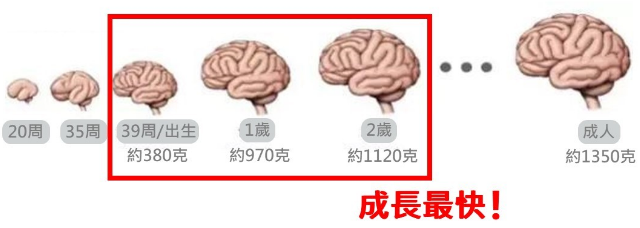 20周
35周
39周/出生
1歲
2歲
成人
約380克
約970克
約1120克
約1350克
成長最快!